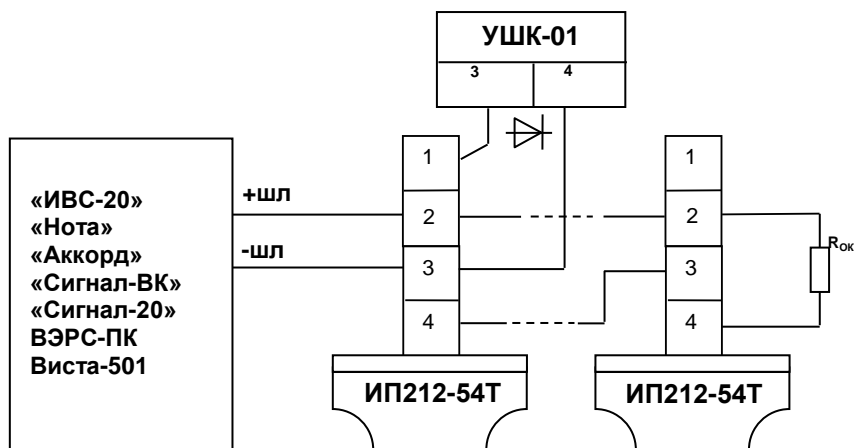 УШК-01
3 4
1 1
«ИВС-20» +шл
«Нота» 2 2
«Аккорд» -шл Rок
«Сигнал-ВК» 3 3
«Сигнал-20»
ВЭРС-ПК 4 4
Виста-501
ИП212-54Т ИП212-54Т